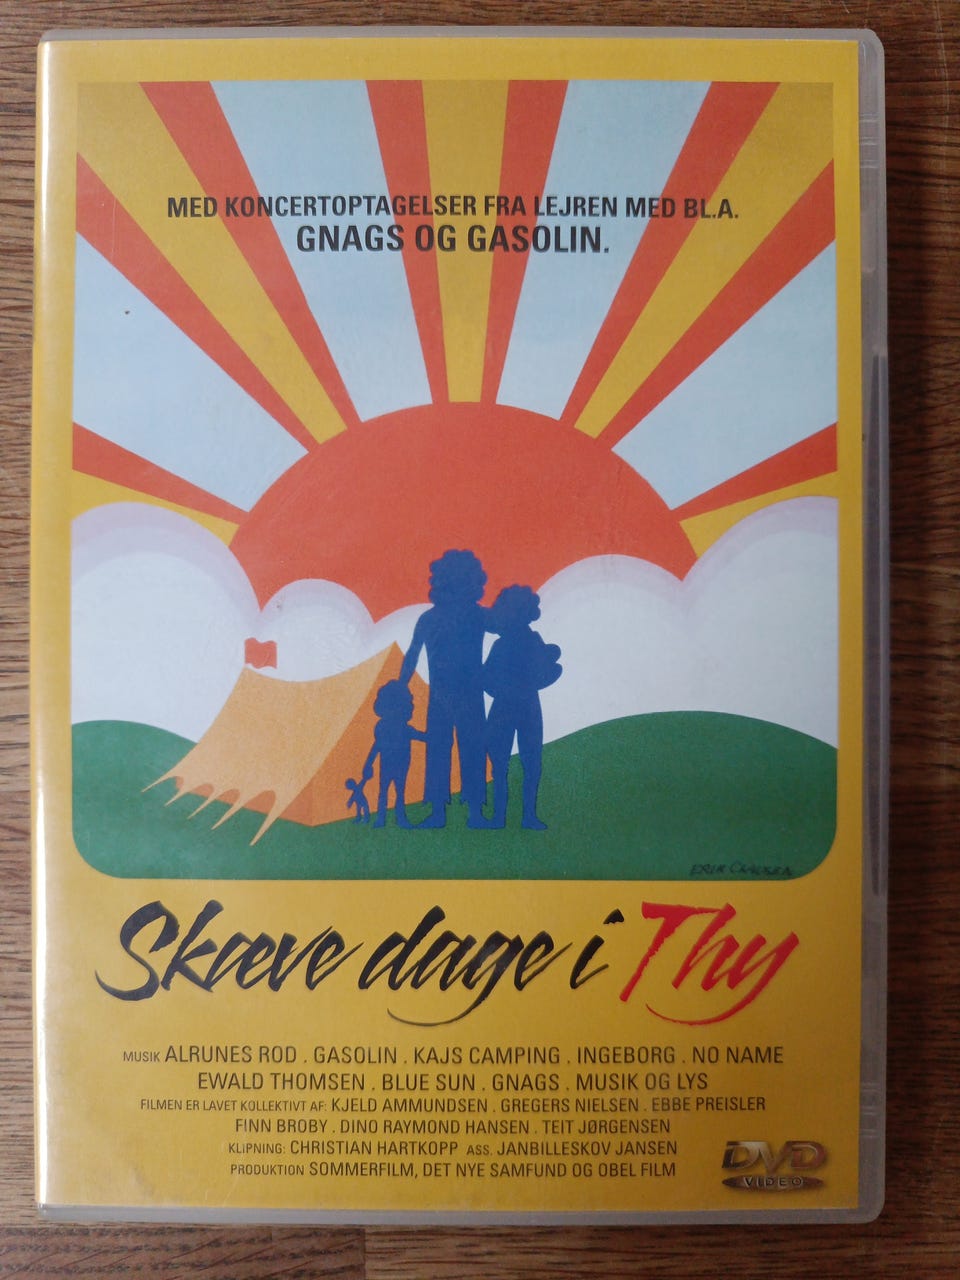 MED KONCERTOPTAGELSER FRA LEJREN MED BL.A.
GNAGS OG GASOLIN.
ERIK CLAUSEN
Skæve dage i Thy
MUSIK ALRUNES ROD . GASOLIN . KAJS CAMPING . INGEBORG . NO NAME
EWALD THOMSEN . BLUE SUN . GNAGS . MUSIK OG LYS
FILMEN ER LAVET KOLLEKTIVT AF: KJELD AMMUNDSEN . GREGERS NIELSEN . EBBE PREISLER
FINN BROBY . DINO RAYMOND HANSEN . TEIT JØRGENSEN
KLIPNING: CHRISTIAN HARTKOPP ASS. JANBILLESKOV JANSEN
PRODUKTION SOMMERFILM, DET NYE SAMFUND OG OBEL FILM
DVD
VIDEO